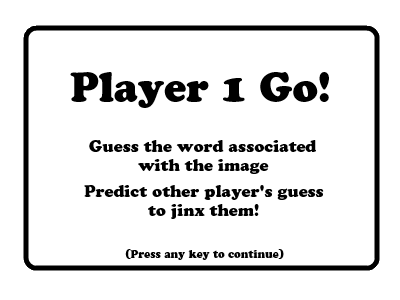 Player 1 Go!
Guess the word associated
with the image
Predict other player's guess
to jinx them!
(Press any key to continue)